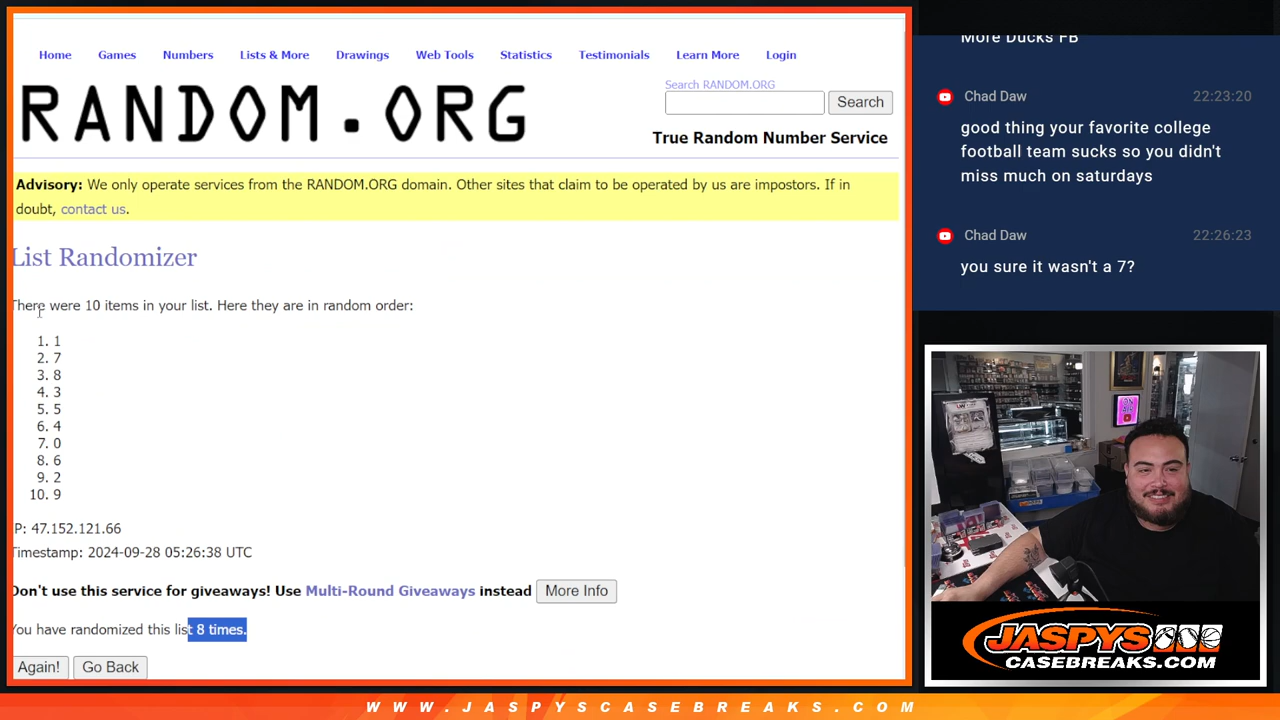 Home Games Numbers Lists & More Drawings Web Tools Statistics Testimonials Learn More Login
RANDOM.ORG
Search RANDOM.ORG
Search
True Random Number Service
Advisory: We only operate services from the RANDOM.ORG domain. Other sites that claim to be operated by us are impostors. If in
doubt, contact us.
List Randomizer
There were 10 items in your list. Here they are in random order:
1. 1
2. 7
3. 8
4. 3
5. 5
6. 4
7. 0
8. 6
9. 2
10. 9
IP: 47.152.121.66
Timestamp: 2024-09-28 05:26:38 UTC
Don't use this service for giveaways! Use Multi-Round Giveaways instead More Info
You have randomized this list 8 times.
Again! Go Back
More Ducks FB
Chad Daw 22:23:20
good thing your favorite college
football team sucks so you didn't
miss much on saturdays
Chad Daw 22:26:23
you sure it wasn't a 7?
JASPYS
CASEBREAKS.COM
WWW.JASPYSCASEBREAKS.COM